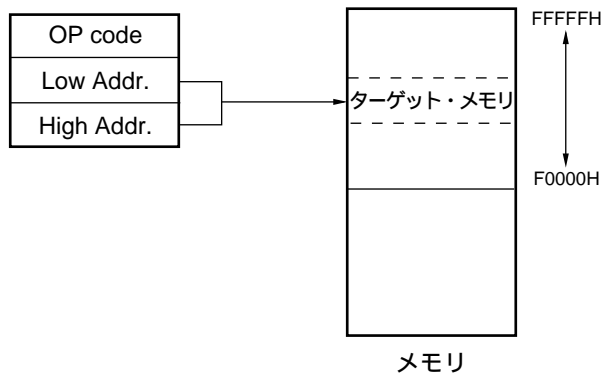 OP code
Low Addr.
High Addr.
FFFFFH
ターゲット・メモリ
F0000H
メモリ